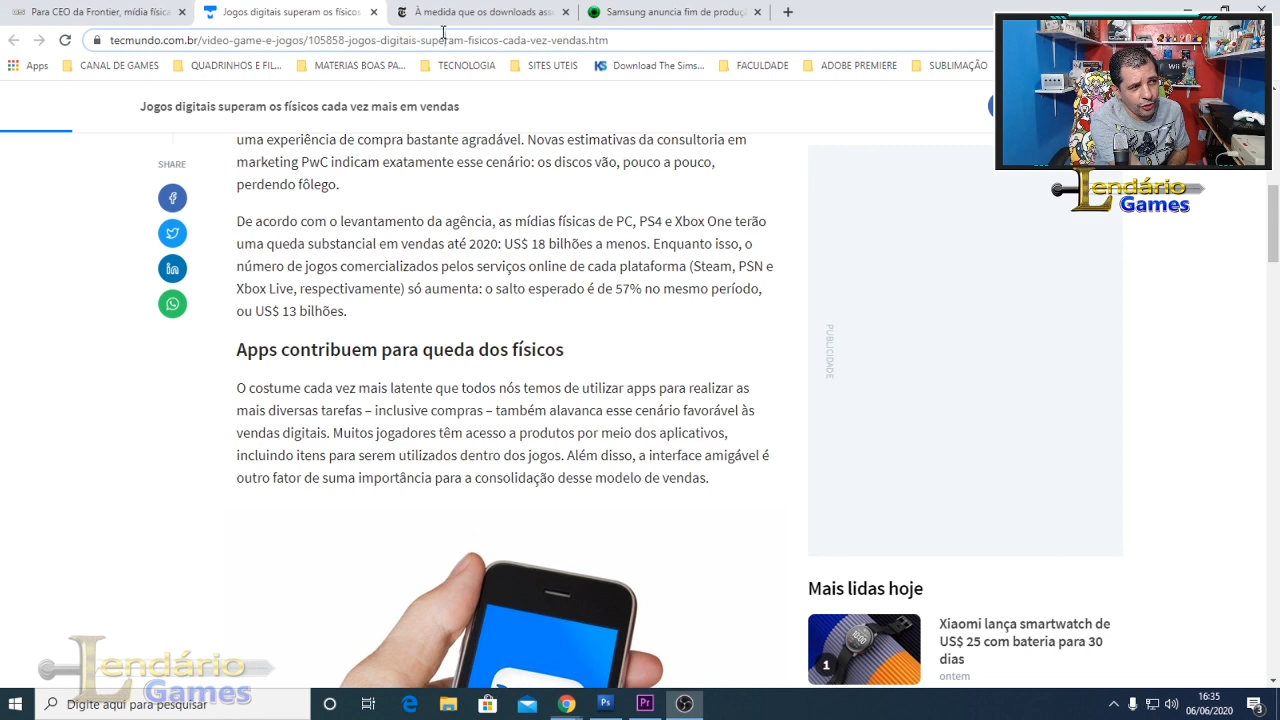 Para CEO da Frontier, mídia física
Jogos digitais superam os físicos
À
Samsung anuncia fim da produç
tecmundo.com.br/video-game-e-jogos/105858-jogos-digitais-
-cada-vez-vendas.htm
Apps
CANAL DE GAMES
QUADRINHOS E FIL...
MATERIAS BOAS PA...
SITES UTEIS
Download The Sims...
FACULDADE
ADOBE PREMIERE
SUBLIMAÇÃO
Jogos digitais superam os físicos cada vez mais em vendas
Wii
Lendário
Games
uma experiência de compra bastante agradável. Novas estimativas da consultoria em
marketing PwC indicam exatamente esse cenário: os discos vão, pouco a pouco,
perdendo fôlego.
SHARE
De acordo com o levantamento da agência, as mídias físicas de PC, PS4 e Xbox One terão
uma queda substancial em vendas até 2020: US$ 18 bilhões a menos. Enquanto isso, o
número de jogos comercializados pelos serviços online de cada plataforma (Steam, PSN e
Xbox Live, respectivamente) só aumenta: o salto esperado é de 57% no mesmo período,
ou US$ 13 bilhões.
Apps contribuem para queda dos físicos
O costume cada vez mais latente que todos nós temos de utilizar apps para realizar as
mais diversas tarefas – inclusive compras – também alavanca esse cenário favorável às
vendas digitais. Muitos jogadores têm acesso a produtos por meio dos aplicativos,
incluindo itens para serem utilizados dentro dos jogos. Além disso, a interface amigável é
outro fator de suma importância para a consolidação desse modelo de vendas.
PUBLICIDADE
Mais lidas hoje
1
Xiaomi lança smartwatch de
US$ 25 com bateria para 30
dias
ontem
Lendário
Games
Digite aqui para pesquisar
16:35
06/06/2020
3